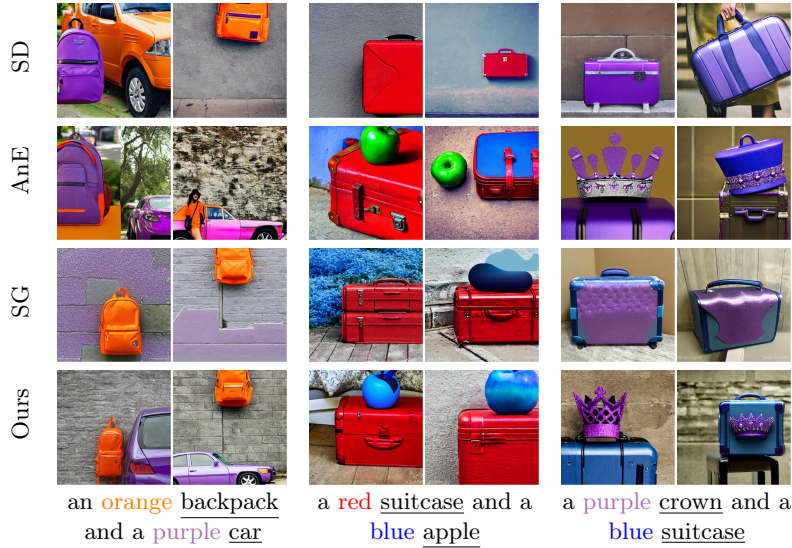 SD
AnE
SG
Ours
an orange backpack
and a purple car
a red suitcase and a
blue apple
a purple crown and a
blue suitcase